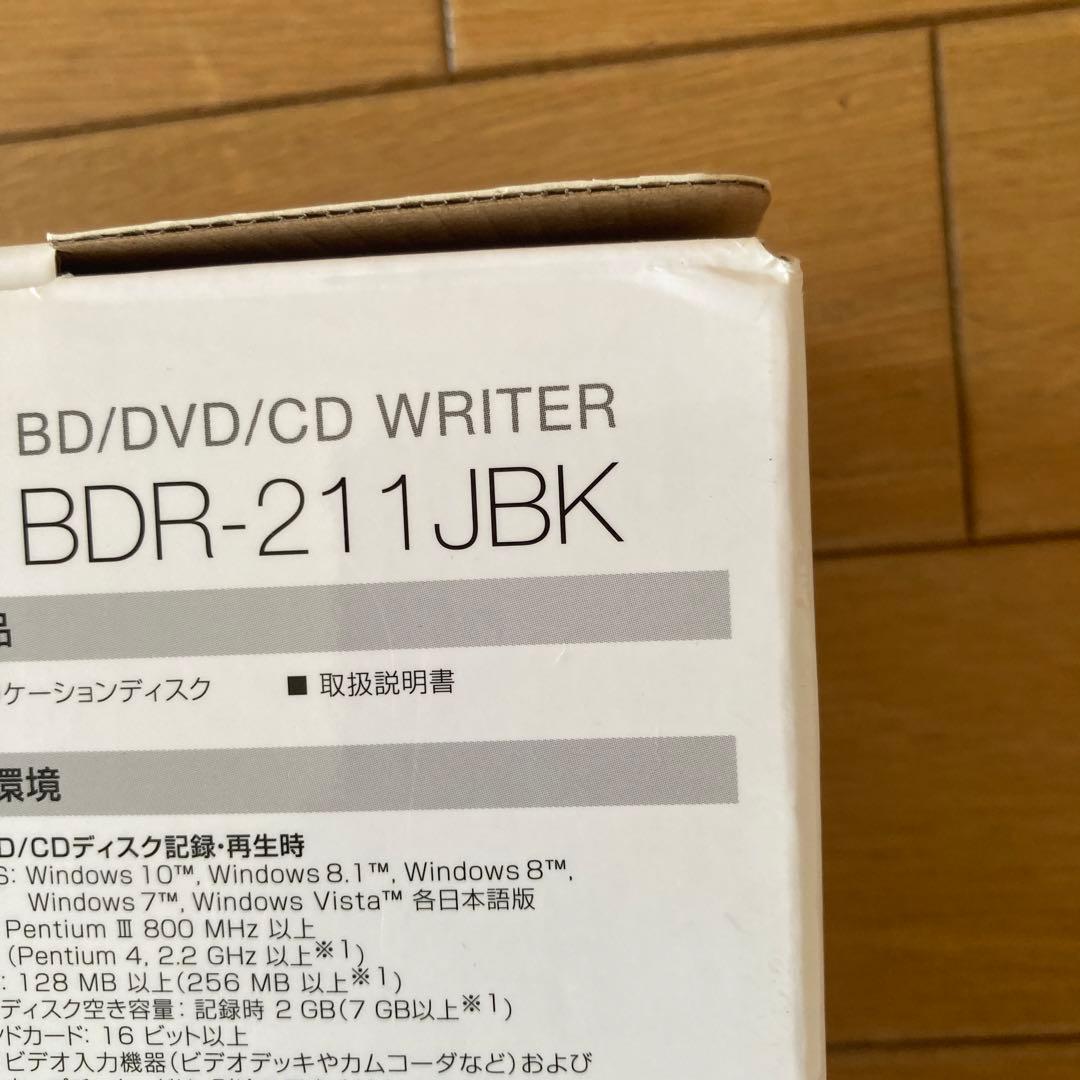 BD/DVD/CD WRITER
BDR-211JBK
品
ケーションディスク ■ 取扱説明書
環境
D/CDディスク記録・再生時
S: Windows 10™, Windows 8.1™, Windows 8™,
Windows 7™, Windows Vista™ 各日本語版
Pentium Ⅲ 800 MHz 以上
(Pentium 4, 2.2 GHz 以上※1)
: 128 MB 以上(256 MB 以上※1)
ディスク空き容量: 記録時 2 GB(7 GB以上※1)
ンドカード: 16 ビット以上
ビデオ入力機器(ビデオデッキやカムコーダなど)および